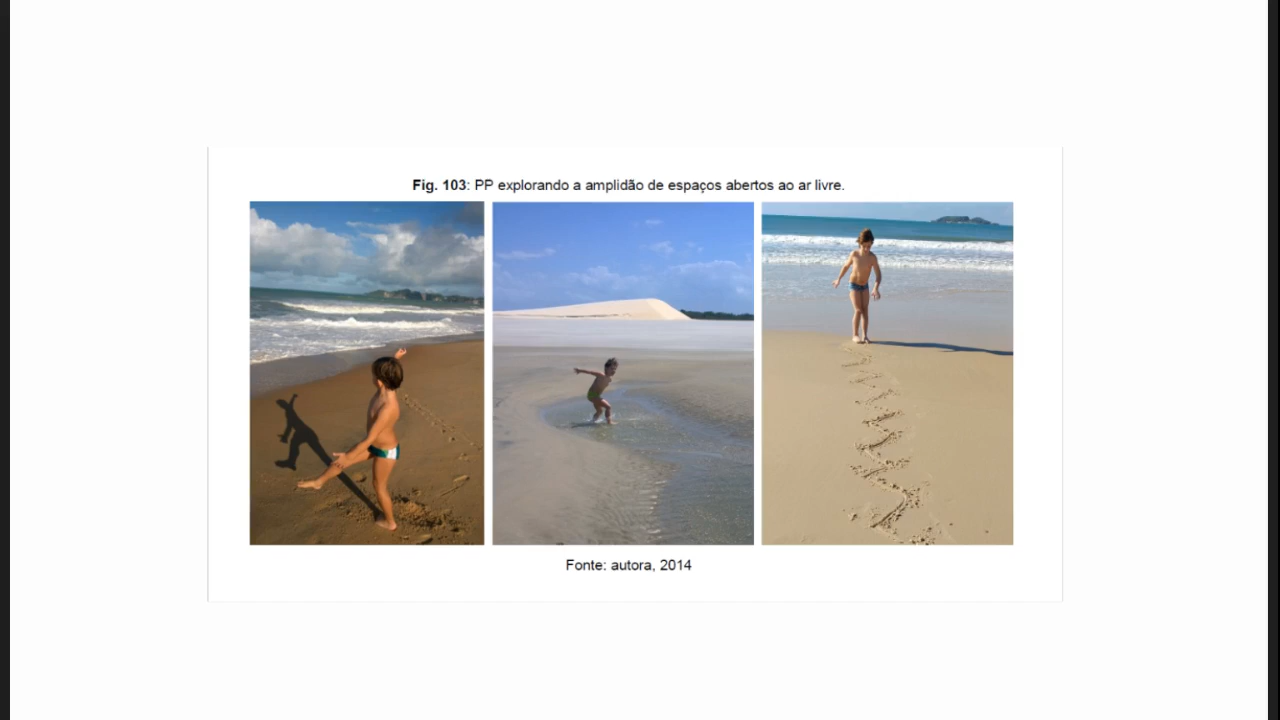 Fig. 103: PP explorando a amplidão de espaços abertos ao ar livre.
Fonte: autora, 2014